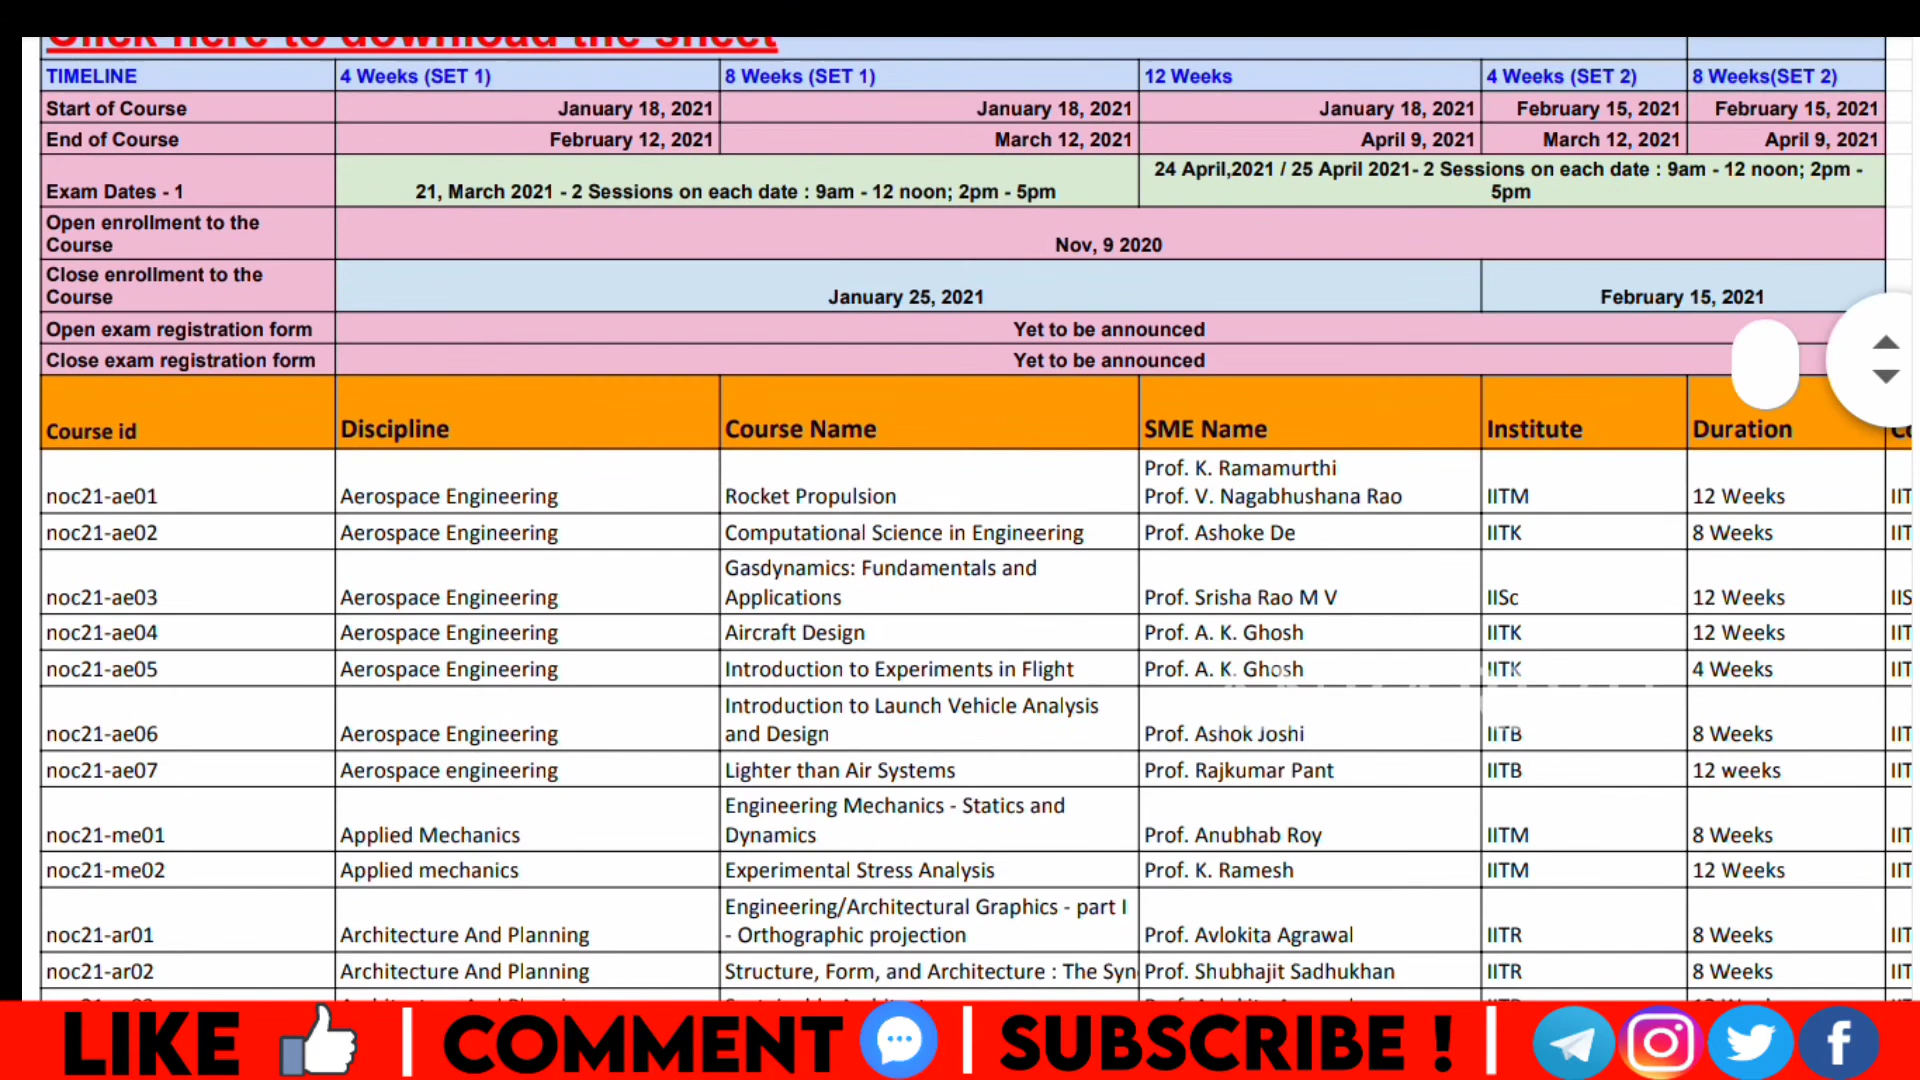 Click here to download the sheet
TIMELINE 4 Weeks (SET 1) 8 Weeks (SET 1) 12 Weeks 4 Weeks (SET 2) 8 Weeks(SET 2)
Start of Course January 18, 2021 January 18, 2021 January 18, 2021 February 15, 2021 February 15, 2021
End of Course February 12, 2021 March 12, 2021 April 9, 2021 March 12, 2021 April 9, 2021
Exam Dates - 1 21, March 2021 - 2 Sessions on each date : 9am - 12 noon; 2pm - 5pm 24 April,2021 / 25 April 2021- 2 Sessions on each date : 9am - 12 noon; 2pm -
5pm
Open enrollment to the
Course Nov, 9 2020
Close enrollment to the
Course January 25, 2021 February 15, 2021
Open exam registration form Yet to be announced
Close exam registration form Yet to be announced
Course id Discipline Course Name SME Name Institute Duration
Prof. K. Ramamurthi
noc21-ae01 Aerospace Engineering Rocket Propulsion Prof. V. Nagabhushana Rao IITM 12 Weeks IIT
noc21-ae02 Aerospace Engineering Computational Science in Engineering Prof. Ashoke De IITK 8 Weeks IIT
Gasdynamics: Fundamentals and
noc21-ae03 Aerospace Engineering Applications Prof. Srisha Rao M V IISc 12 Weeks IIS
noc21-ae04 Aerospace Engineering Aircraft Design Prof. A. K. Ghosh IITK 12 Weeks IIT
noc21-ae05 Aerospace Engineering Introduction to Experiments in Flight Prof. A. K. Ghosh IITK 4 Weeks IIT
Introduction to Launch Vehicle Analysis
noc21-ae06 Aerospace Engineering and Design Prof. Ashok Joshi IITB 8 Weeks IIT
noc21-ae07 Aerospace engineering Lighter than Air Systems Prof. Rajkumar Pant IITB 12 weeks IIT
Engineering Mechanics - Statics and
noc21-me01 Applied Mechanics Dynamics Prof. Anubhab Roy IITM 8 Weeks IIT
noc21-me02 Applied mechanics Experimental Stress Analysis Prof. K. Ramesh IITM 12 Weeks IIT
Engineering/Architectural Graphics - part I
noc21-ar01 Architecture And Planning - Orthographic projection Prof. Avlokita Agrawal IITR 8 Weeks IIT
noc21-ar02 Architecture And Planning Structure, Form, and Architecture : The Syn Prof. Shubhajit Sadhukhan IITR 8 Weeks IIT
LIKE | COMMENT | SUBSCRIBE ! |